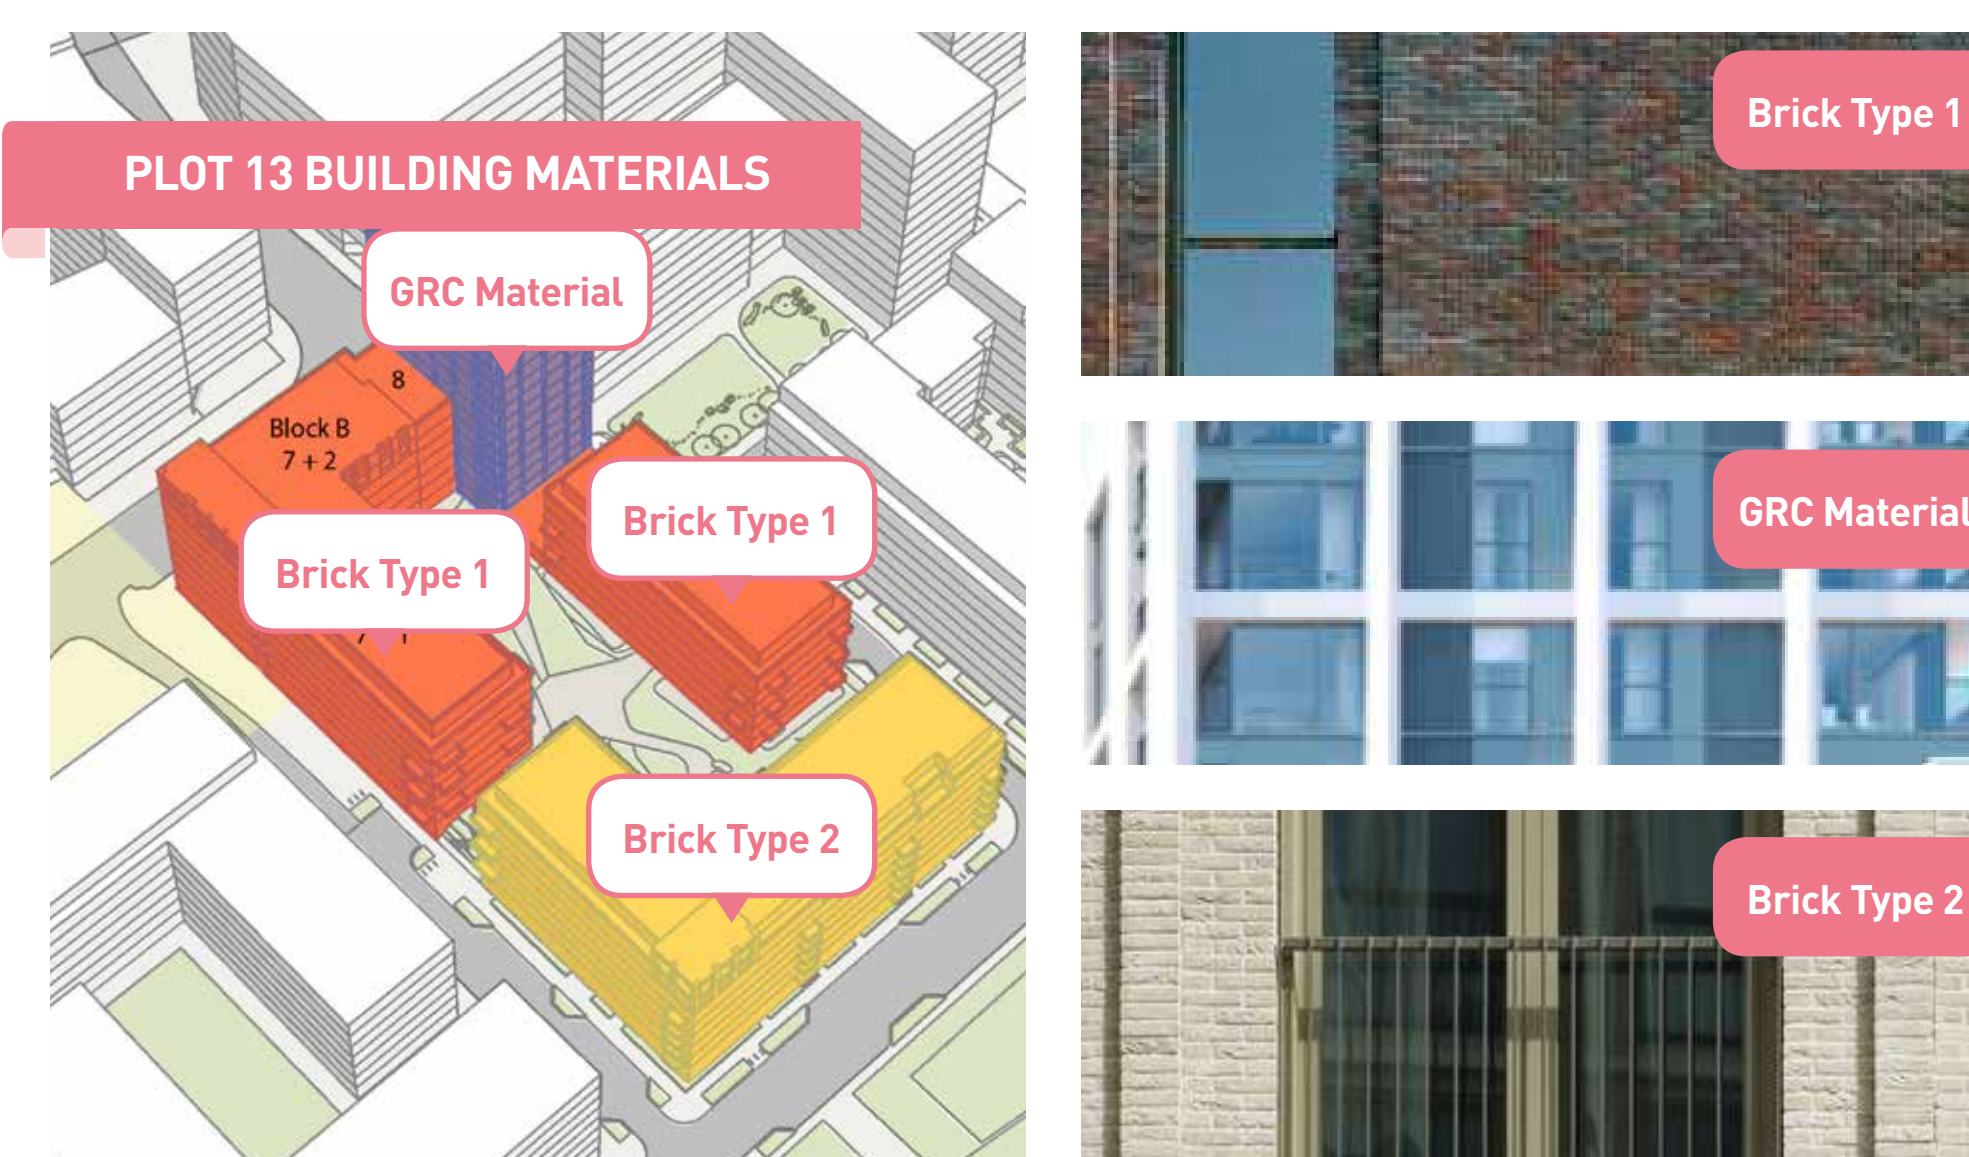 PLOT 13 BUILDING MATERIALS
GRC Material
8
Block B
7 + 2
Brick Type 1
Brick Type 1
Brick Type 2
Brick Type 1
GRC Material
Brick Type 2